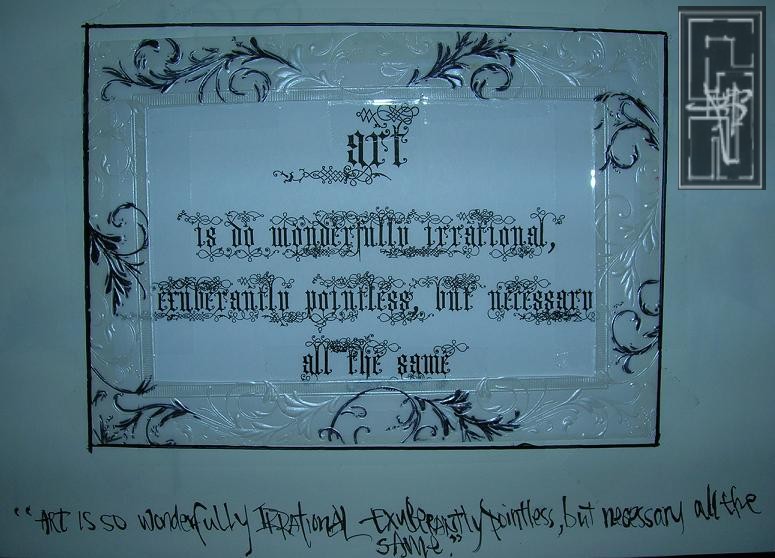 art
is do wonderfully irrational,
exuberantly pointless, but necessary
all the same
"ART IS SO WONDERFULLY IRRATIONAL EXUBERANTLY pointless, but necessary all the
SAME."